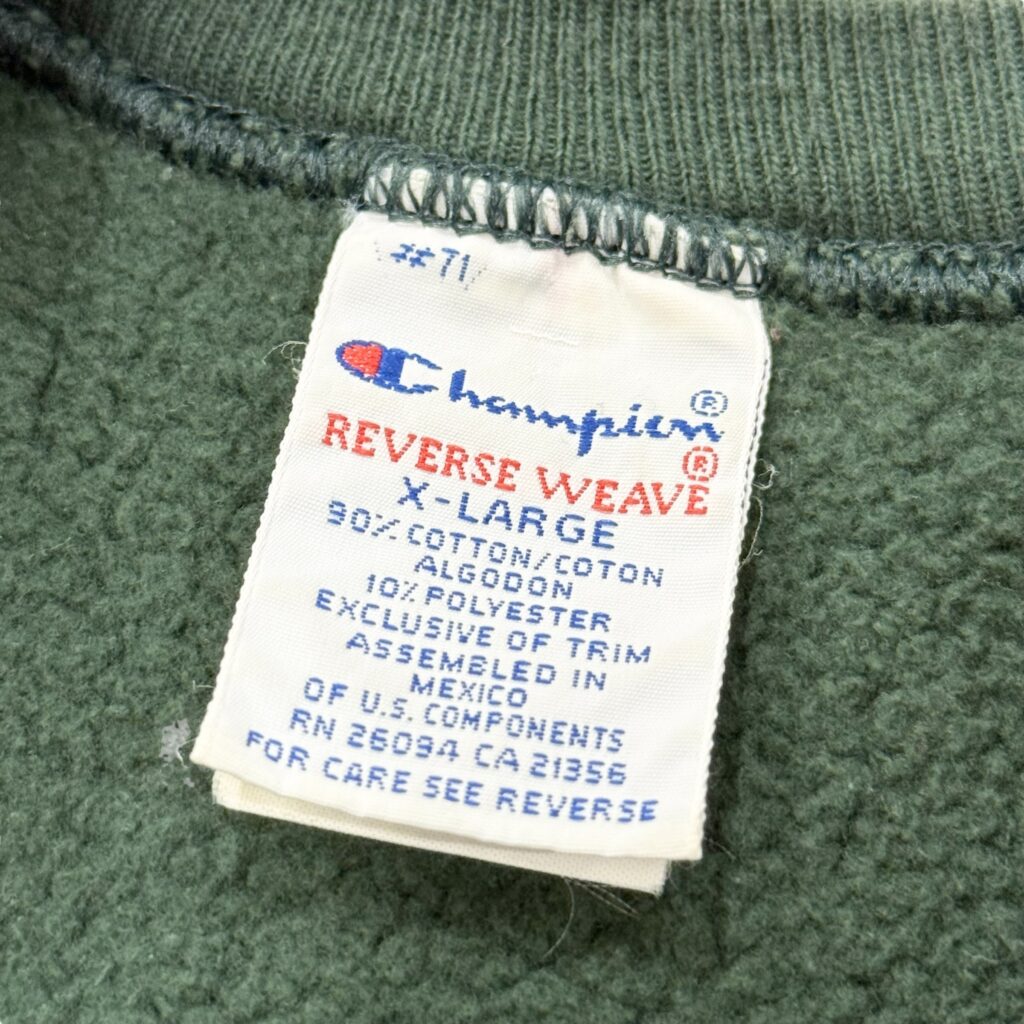 #71
Champion®
REVERSE WEAVE®
X-LARGE
90% COTTON/COTON
ALGODON
10% POLYESTER
EXCLUSIVE OF TRIM
ASSEMBLED IN
MEXICO
OF U.S. COMPONENTS
RN 26094 CA 21356
FOR CARE SEE REVERSE